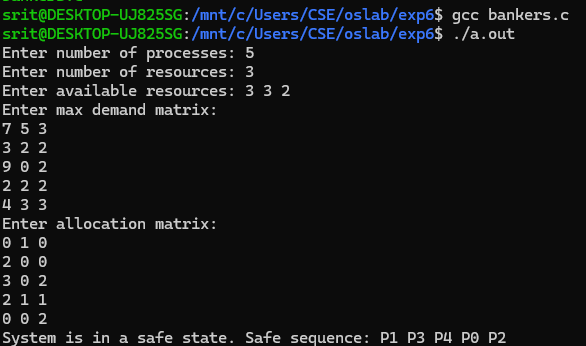 srit@DESKTOP-UJ825SG:/mnt/c/Users/CSE/oslab/exp6$ gcc bankers.c
srit@DESKTOP-UJ825SG:/mnt/c/Users/CSE/oslab/exp6$ ./a.out
Enter number of processes: 5
Enter number of resources: 3
Enter available resources: 3 3 2
Enter max demand matrix:
7 5 3
3 2 2
9 0 2
2 2 2
4 3 3
Enter allocation matrix:
0 1 0
2 0 0
3 0 2
2 1 1
0 0 2
System is in a safe state. Safe sequence: P1 P3 P4 P0 P2